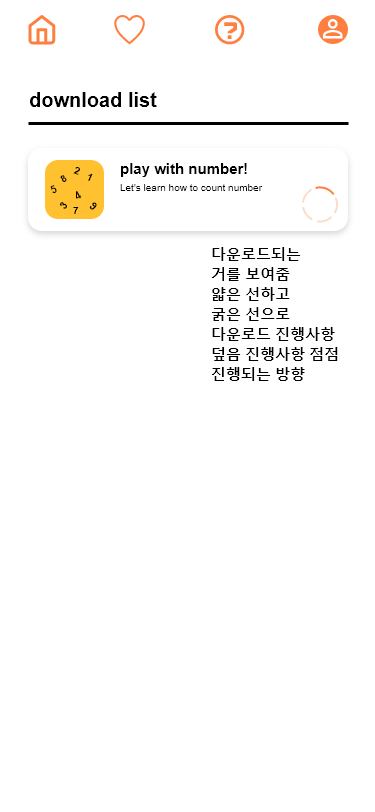 download list
play with number!
Let's learn how to count number
2
8
1
5
4
3
7
9
다운로드되는
거를 보여줌
얇은 선하고
굵은 선으로
다운로드 진행사항
덮음 진행사항 점점
진행되는 방향